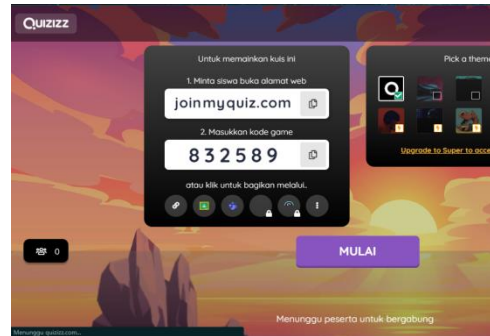 Quizizz
Untuk memainkan kuis ini
1. Minta siswa buka alamat web
joinmyquiz.com
2. Masukkan kode game
832589
atau klik untuk bagikan melalui..
Pick a theme
Upgrade to Super to acce
0
MULAI
Menunggu peserta untuk bergabung
Menunggu quizizz.com...